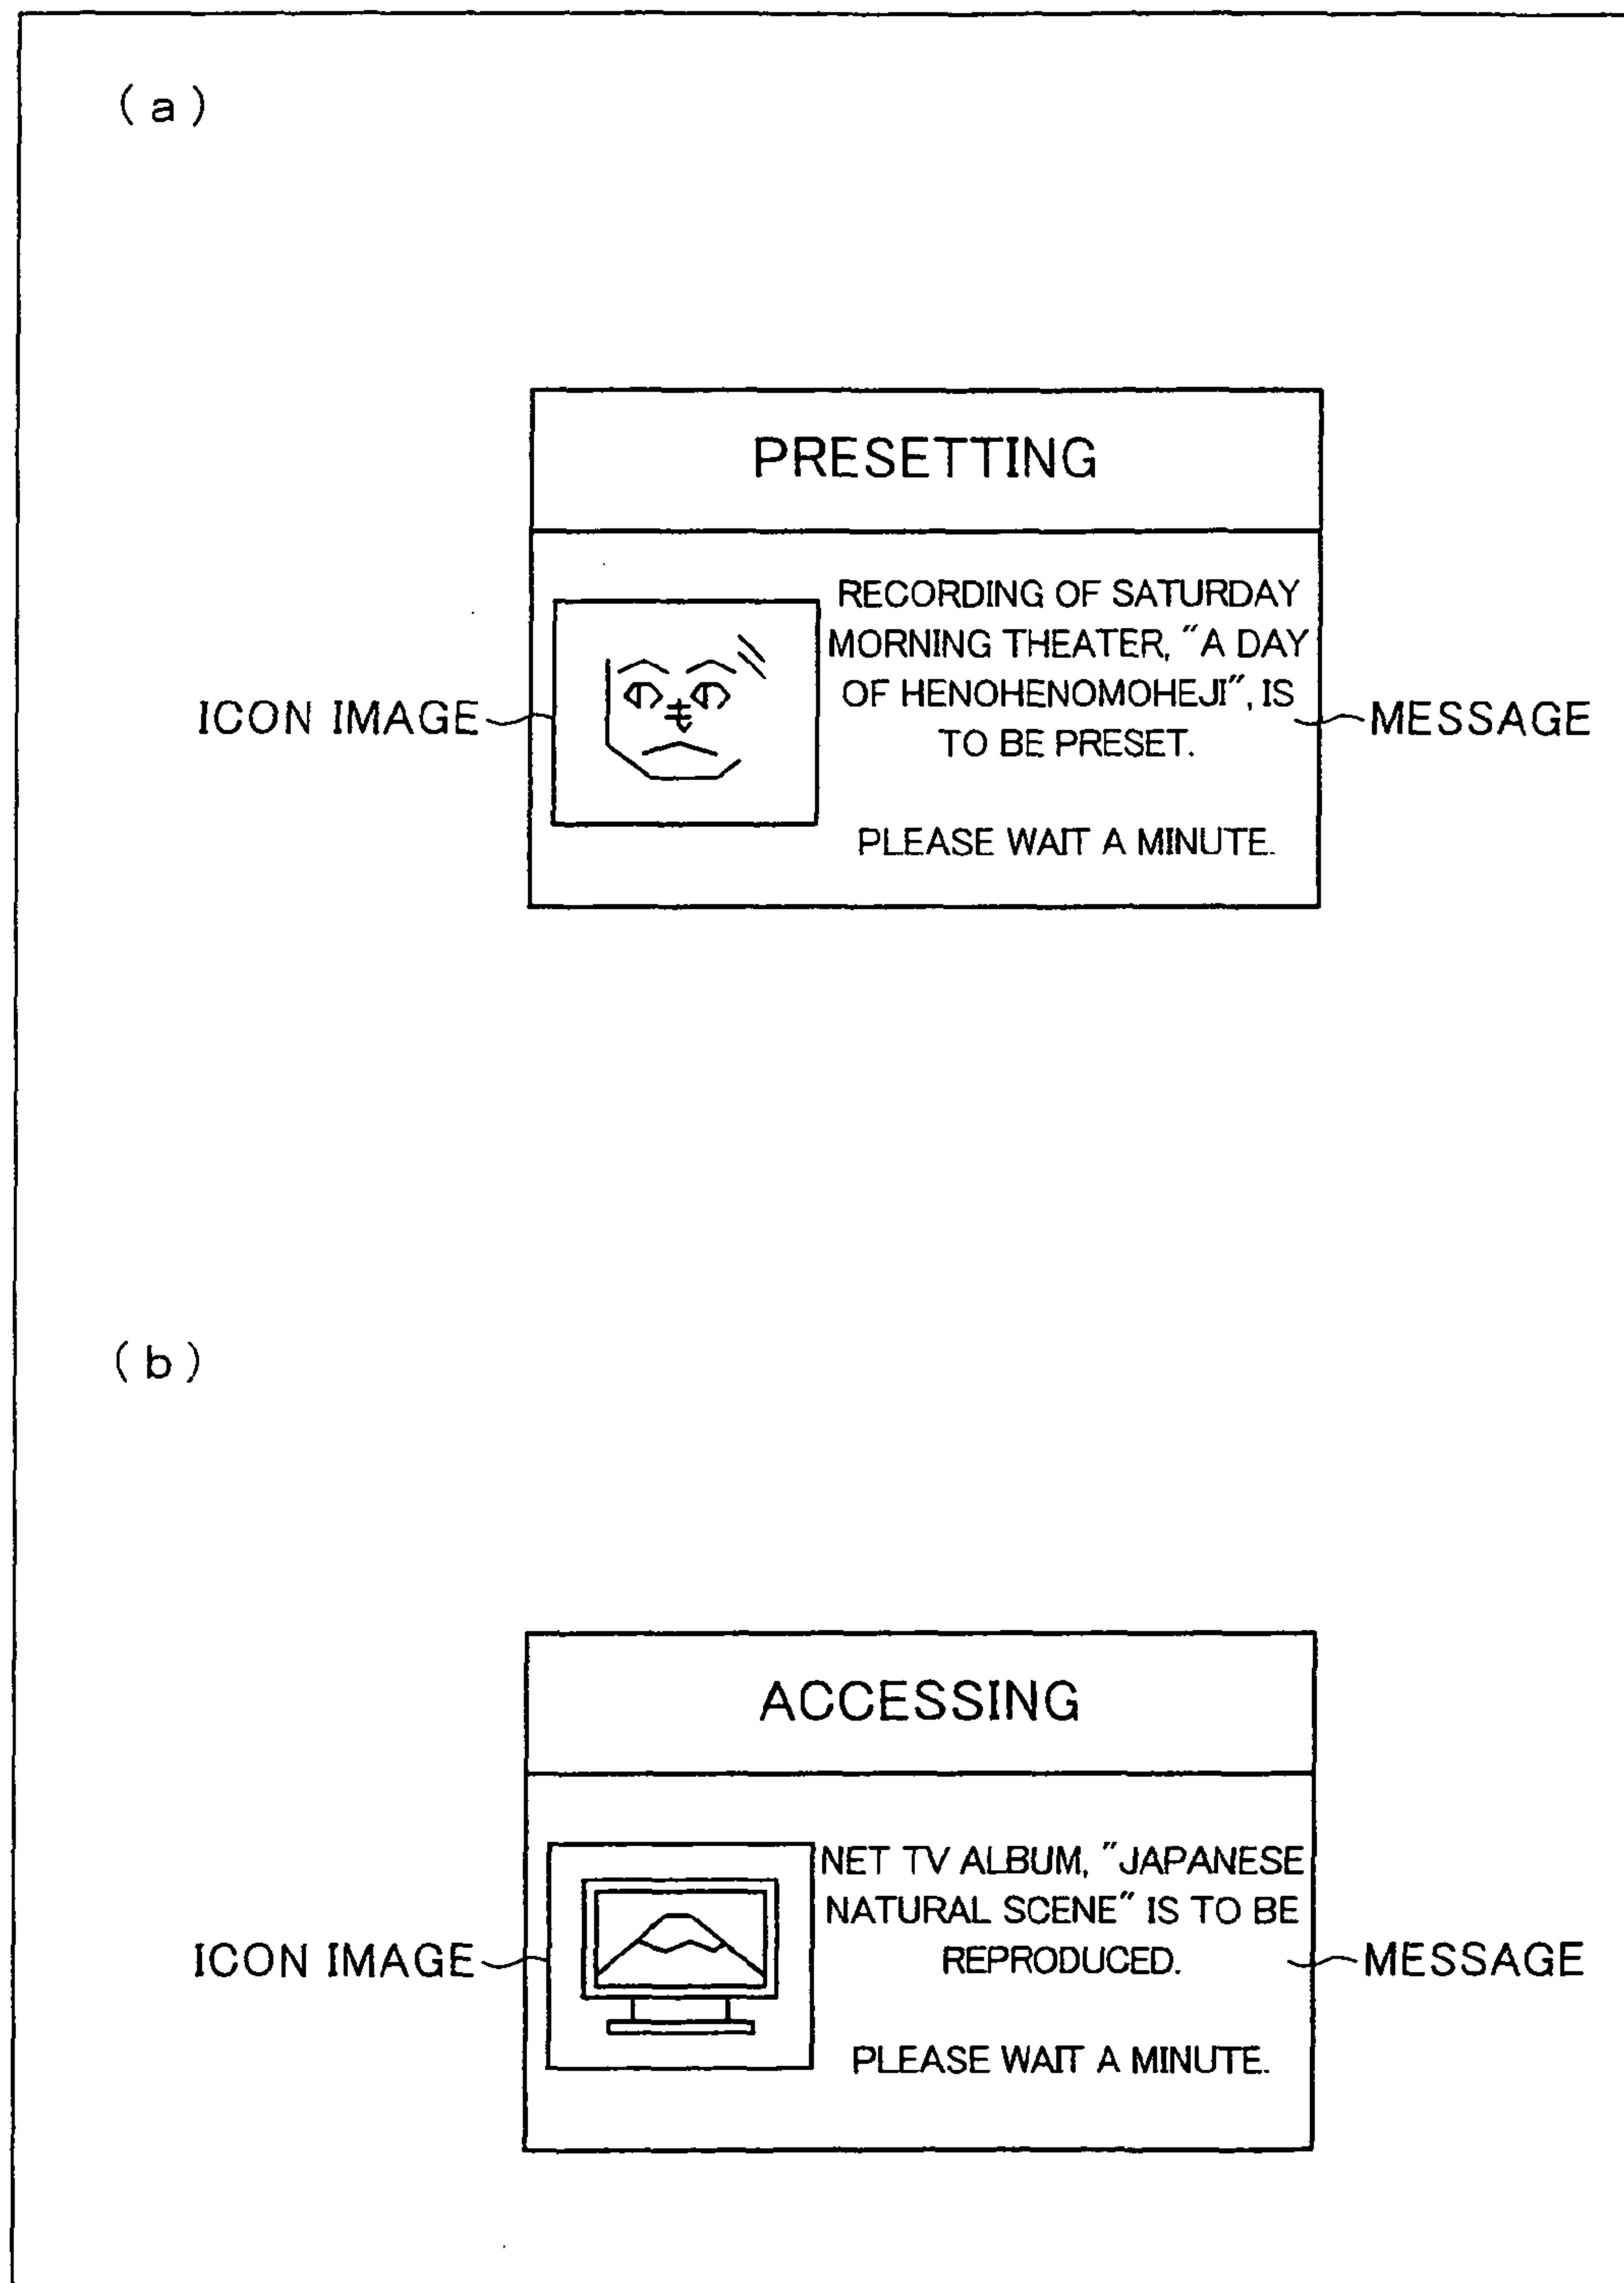 (a)
PRESETTING
RECORDING OF SATURDAY
MORNING THEATER, "A DAY
OF HENOHENOMOHEJI", IS
TO BE PRESET.
PLEASE WAIT A MINUTE.
ICON IMAGE
MESSAGE
(b)
ACCESSING
NET TV ALBUM, "JAPANESE
NATURAL SCENE" IS TO BE
REPRODUCED.
PLEASE WAIT A MINUTE.
ICON IMAGE
MESSAGE